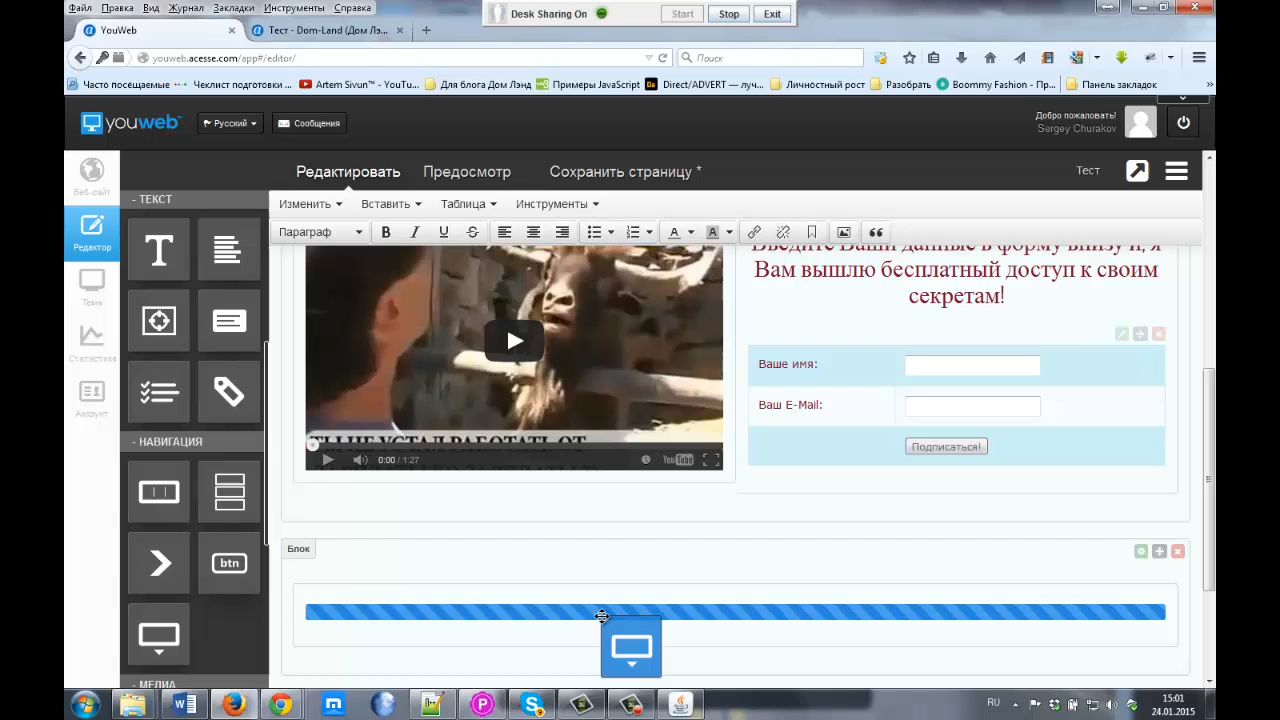 Файл Правка Вид Журнал Закладки Инструменты Справка
Desk Sharing On Start Stop Exit
YouWeb
Тест - Dom-Land (Дом Лэ...
youweb.acesse.com/app#/editor/
Поиск
Часто посещаемые Чеклист подготовки ... Artem Sivun™ - YouTu... Для блога Дом Лэнд Примеры JavaScript Direct/ADVERT — луч... Личностный рост Разобрать Boommy Fashion - Пр... Панель закладок
youweb Русский Сообщения
Добро пожаловать!
Sergey Churakov
Веб-сайт
Редактор
Тема
Статистика
Аккаунт
Редактировать Предосмотр Сохранить страницу * Тест
- ТЕКСТ
Изменить Вставить Таблица Инструменты
Параграф B I U S A A
Введите Ваши данные в форму внизу и, я
Вам вышлю бесплатный доступ к своим
секретам!
Ваше имя:
Ваш E-Mail:
Подписаться!
0:00 / 1:27 YouTube
- НАВИГАЦИЯ
btn
Блок
- МЕДИА
RU 15:01
24.01.2015